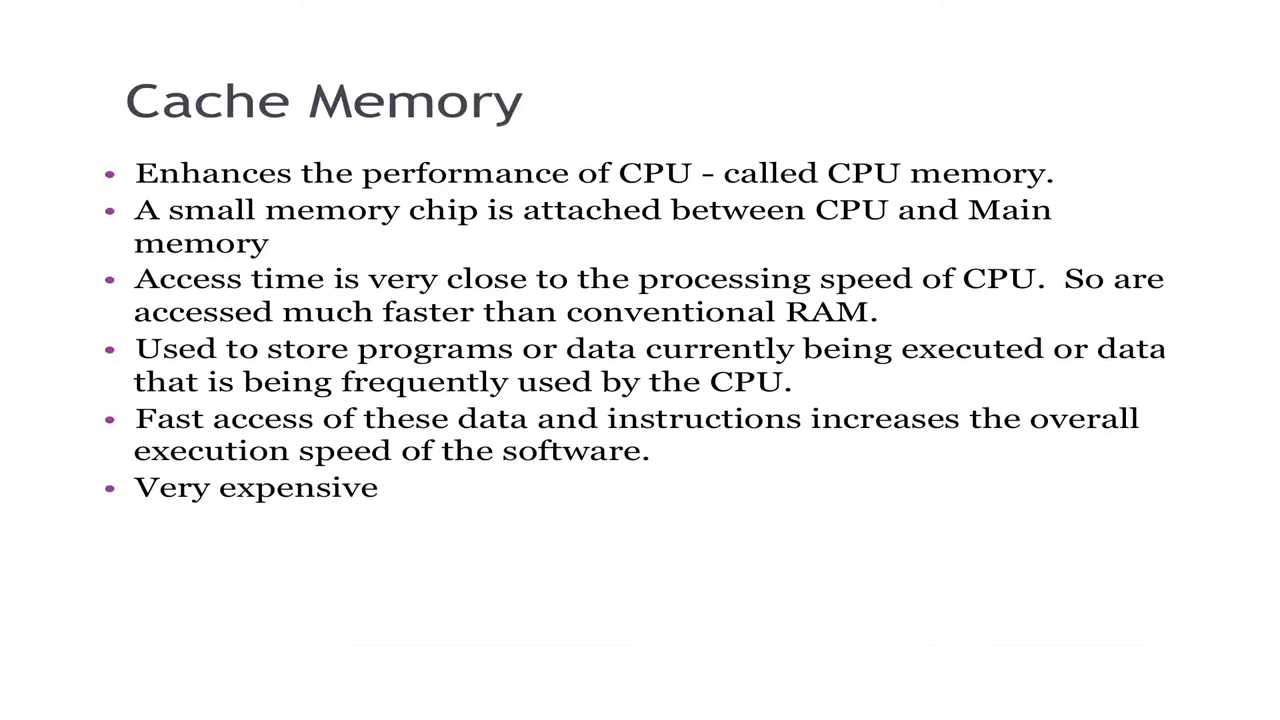 Cache Memory
• Enhances the performance of CPU - called CPU memory.
• A small memory chip is attached between CPU and Main
memory
• Access time is very close to the processing speed of CPU.  So are
accessed much faster than conventional RAM.
• Used to store programs or data currently being executed or data
that is being frequently used by the CPU.
• Fast access of these data and instructions increases the overall
execution speed of the software.
• Very expensive